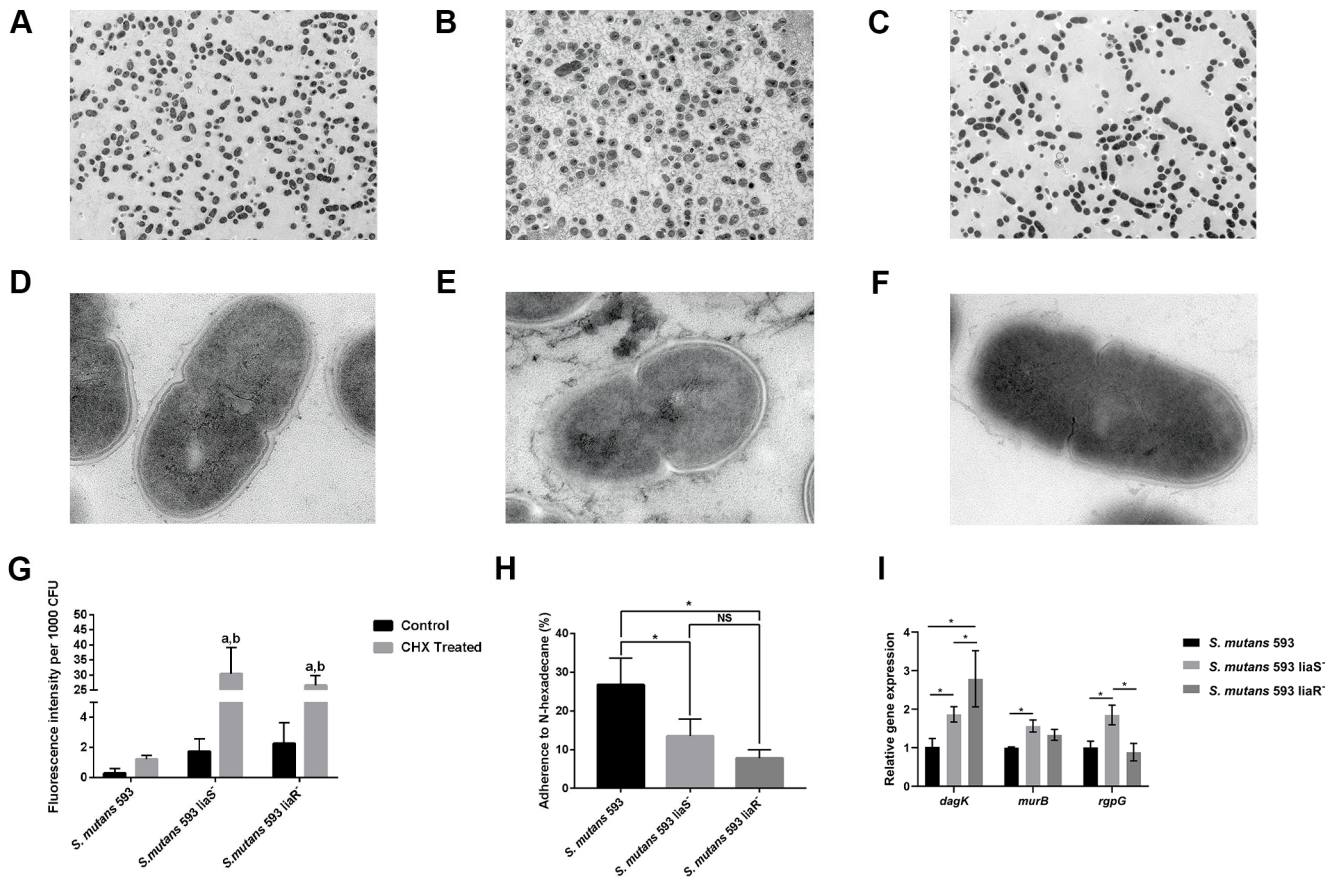 A
B
C
D
E
F
G
Fluorescence intensity per 1000 CFU
50
45
40
35
30
25
4
2
0
a,b
a,b
Control
CHX Treated
S. mutans 593
S.mutans 593 liaS⁻
S.mutans 593 liaR⁻
H
Adherence to N-hexadecane (%)
40
30
20
10
0
*
NS
*
S. mutans 593
S. mutans 593 liaS⁻
S. mutans 593 liaR⁻
I
Relative gene expression
4
3
2
1
0
*
*
*
*
*
*
dagK
murB
rgpG
S. mutans 593
S. mutans 593 liaS⁻
S. mutans 593 liaR⁻